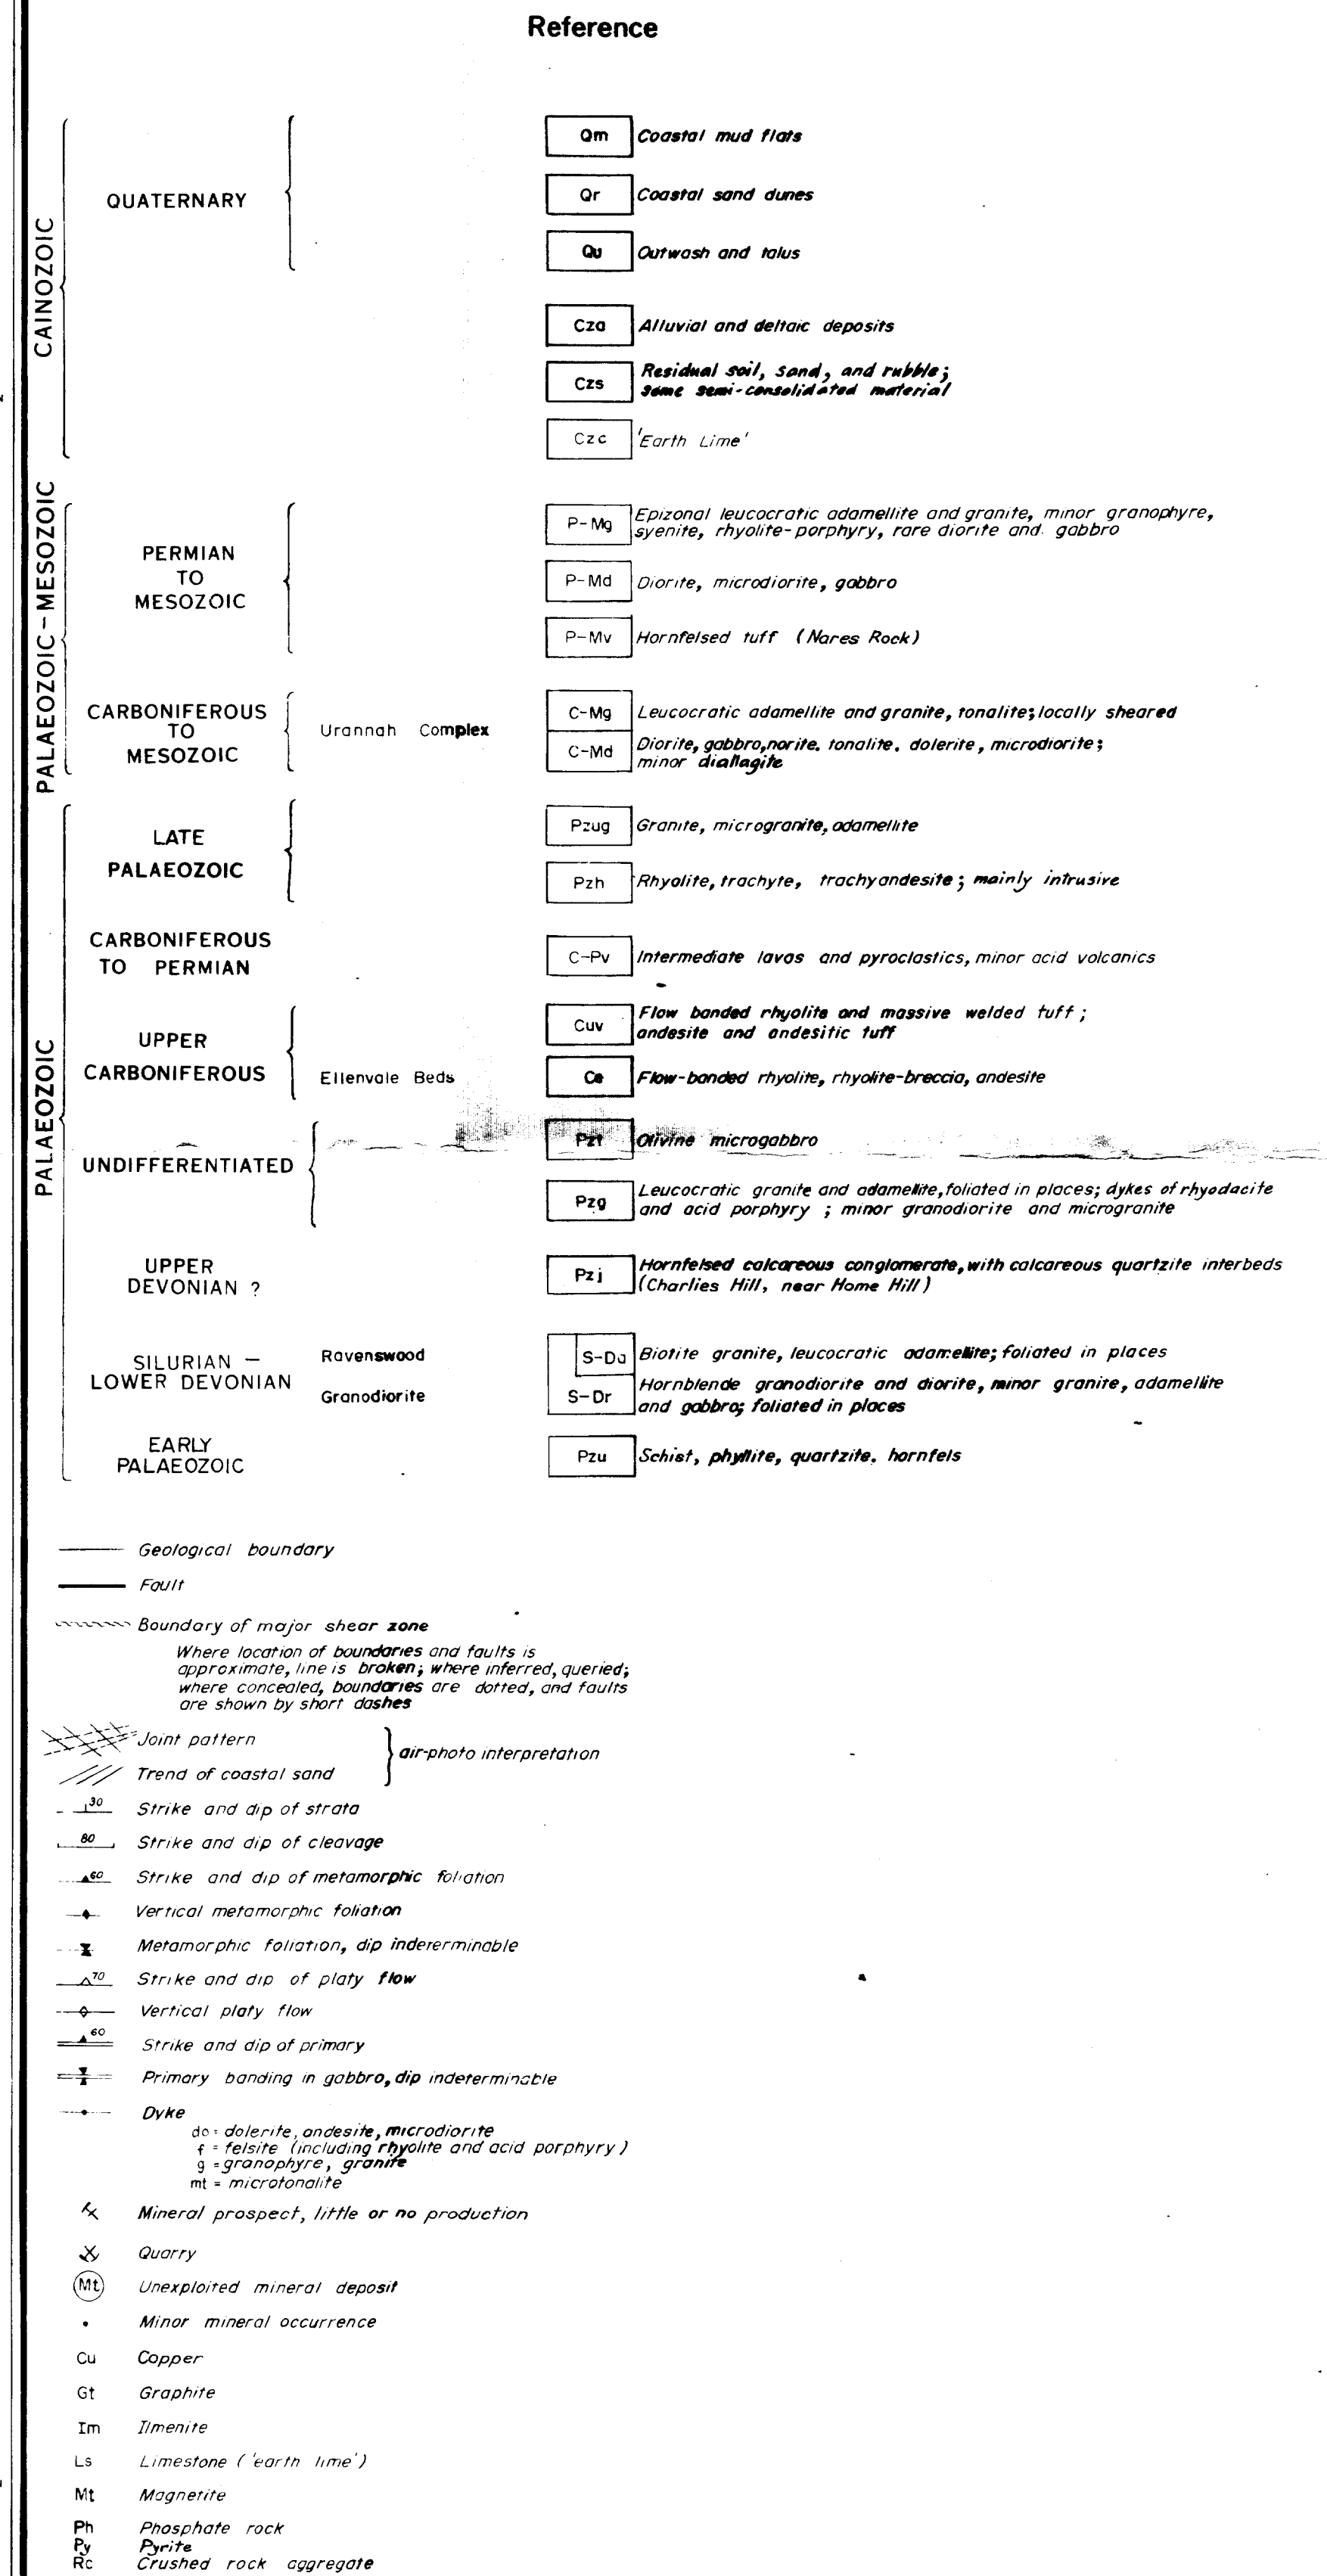 Reference
CAINOZOIC
QUATERNARY
Qm Coastal mud flats
Qr Coastal sand dunes
Qu Outwash and talus
Cza Alluvial and deltaic deposits
Czs Residual soil, sand, and rubble;
some semi-consolidated material
Czc 'Earth Lime'
PALAEOZOIC-MESOZOIC
PERMIAN
TO
MESOZOIC
P-Mg Epizonal leucocratic adamellite and granite, minor granophyre,
syenite, rhyolite-porphyry, rare diorite and gabbro
P-Md Diorite, microdiorite, gabbro
P-Mv Hornfelsed tuff (Nares Rock)
CARBONIFEROUS
TO
MESOZOIC
Urannah Complex
C-Mg Leucocratic adamellite and granite, tonalite; locally sheared
C-Md Diorite, gabbro, norite. tonalite. dolerite, microdiorite;
minor diallagite
PALAEOZOIC
LATE
PALAEOZOIC
Pzug Granite, microgranite, adamellite
Pzh Rhyolite, trachyte, trachyandesite; mainly intrusive
CARBONIFEROUS
TO PERMIAN
C-Pv Intermediate lavas and pyroclastics, minor acid volcanics
UPPER
CARBONIFEROUS
Cuv Flow banded rhyolite and massive welded tuff;
andesite and andesitic tuff
Ellenvale Beds
Ce Flow-banded rhyolite, rhyolite-breccia, andesite
UNDIFFERENTIATED
Olivine microgabbro
Pzg Leucocratic granite and adamellite, foliated in places; dykes of rhyodacite
and acid porphyry ; minor granodiorite and microgranite
UPPER
DEVONIAN ?
Pzj Hornfelsed calcareous conglomerate, with calcareous quartzite interbeds
(Charlies Hill, near Home Hill)
SILURIAN –
LOWER DEVONIAN
Ravenswood
Granodiorite
S-Da Biotite granite, leucocratic adamellite; foliated in places
S-Dr Hornblende granodiorite and diorite, minor granite, adamellite
and gabbro; foliated in places
EARLY
PALAEOZOIC
Pzu Schist, phyllite, quartzite. hornfels
Geological boundary
Fault
Boundary of major shear zone
Where location of boundaries and faults is
approximate, line is broken; where inferred, queried;
where concealed, boundaries are dotted, and faults
are shown by short dashes
Joint pattern
Trend of coastal sand
air-photo interpretation
30 Strike and dip of strata
80 Strike and dip of cleavage
60 Strike and dip of metamorphic foliation
Vertical metamorphic foliation
Metamorphic foliation, dip indererminable
70 Strike and dip of platy flow
Vertical platy flow
60 Strike and dip of primary
Primary banding in gabbro, dip indeterminable
Dyke
do = dolerite, andesite, microdiorite
f = felsite (including rhyolite and acid porphyry)
g = granophyre, granite
mt = microtonalite
Mineral prospect, little or no production
Quarry
Mt Unexploited mineral deposit
Minor mineral occurrence
Cu Copper
Gt Graphite
Im Ilmenite
Ls Limestone ('earth lime')
Mt Magnetite
Ph Phosphate rock
Py Pyrite
Rc Crushed rock aggregate